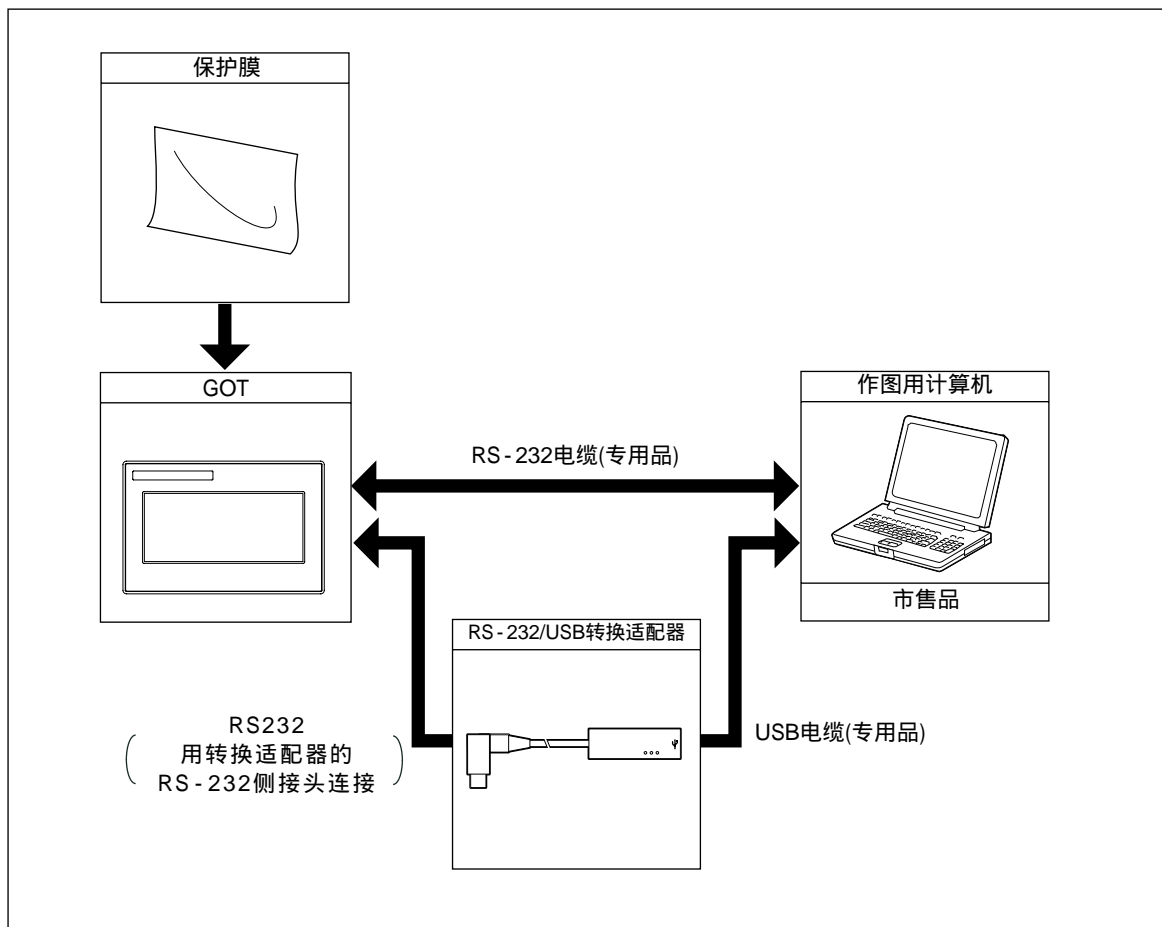 保护膜
GOT
作图用计算机
RS-232电缆(专用品)
市售品
RS-232/USB转换适配器
RS232
用转换适配器的
RS-232侧接头连接
USB电缆(专用品)